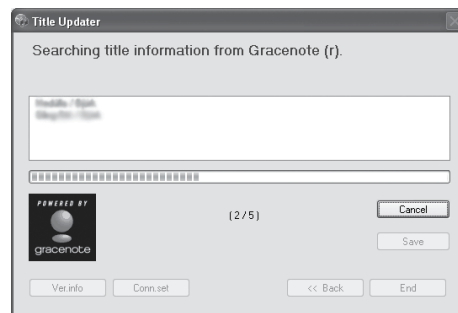 Title Updater
Searching title information from Gracenote (r).
(2/5)
POWERED BY
gracenote
Cancel
Save
Ver.info
Conn.set
<< Back
End